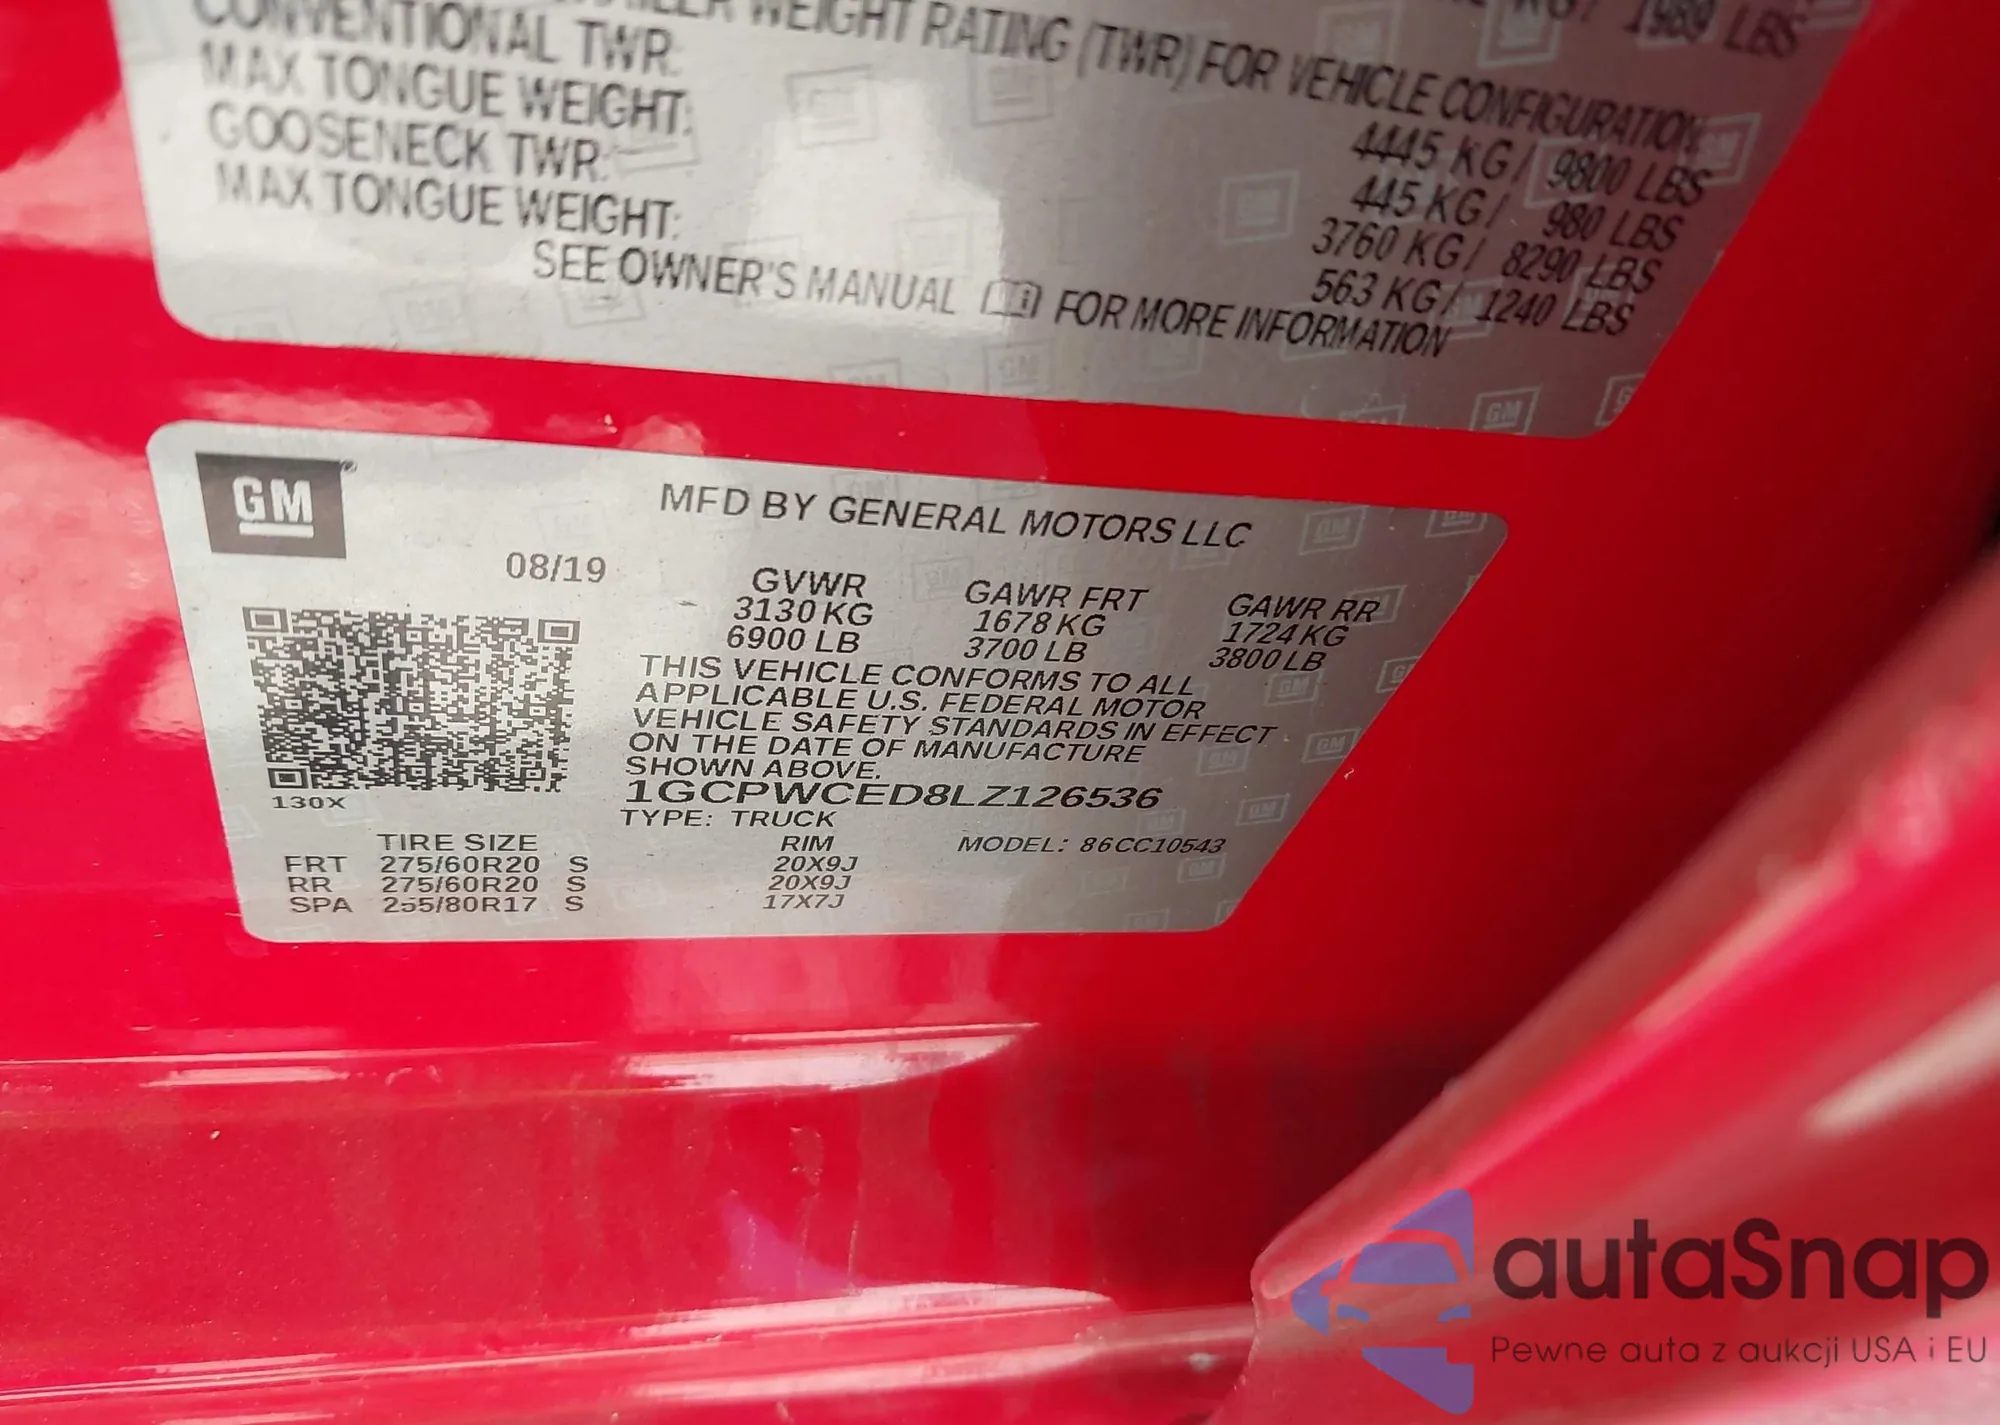 KG/ 1989 LBS
WEIGHT RATING (TWR) FOR VEHICLE CONFIGURATION:
CONVENTIONAL TWR: 4445 KG/ 9800 LBS
MAX TONGUE WEIGHT: 445 KG/ 980 LBS
GOOSENECK TWR: 3760 KG/ 8290 LBS
MAX TONGUE WEIGHT: 563 KG/ 1240 LBS
SEE OWNER'S MANUAL FOR MORE INFORMATION
GM
MFD BY GENERAL MOTORS LLC
08/19
GVWR GAWR FRT GAWR RR
3130 KG 1678 KG 1724 KG
6900 LB 3700 LB 3800 LB
THIS VEHICLE CONFORMS TO ALL
APPLICABLE U.S. FEDERAL MOTOR
VEHICLE SAFETY STANDARDS IN EFFECT
ON THE DATE OF MANUFACTURE
SHOWN ABOVE.
1GCPWCED8LZ126536
130X
TYPE: TRUCK
TIRE SIZE RIM MODEL: 86CC10543
FRT 275/60R20 S 20X9J
RR 275/60R20 S 20X9J
SPA 255/80R17 S 17X7J
autaSnap
Pewne auta z aukcji USA i EU